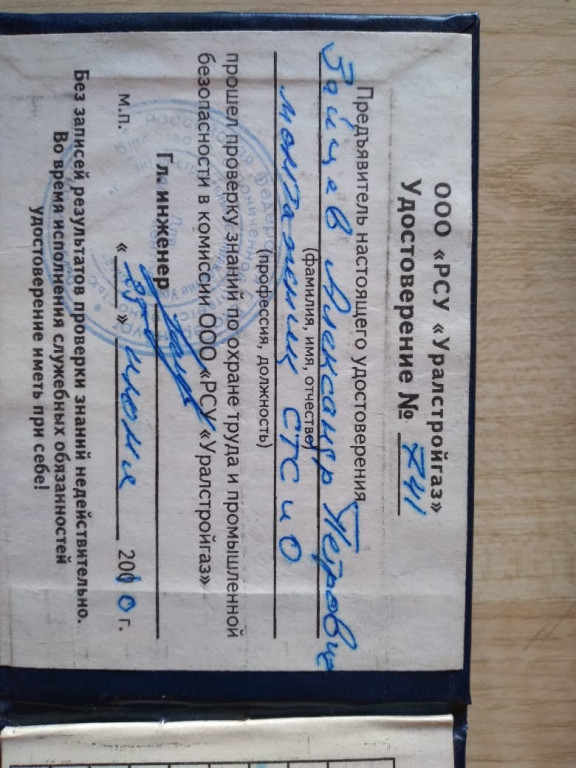 ООО «РСУ «Уралстройгаз»
Удостоверение № 741
Предъявитель настоящего удостоверения
Зайцев Александр Петрович
(фамилия, имя, отчество)
монтажник СТС и О
(профессия, должность)
прошел проверку знаний по охране труда и промышленной
безопасности в комиссии ООО «РСУ «Уралстройгаз»
Гл. инженер
м.п. « » июня 2010 г.
Без записей результатов проверки знаний недействительно.
Во время исполнения служебных обязанностей
удостоверение иметь при себе!